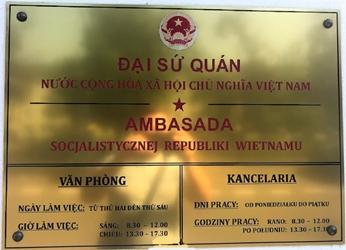 ĐẠI SỨ QUÁN
NƯỚC CỘNG HÒA XÃ HỘI CHỦ NGHĨA VIỆT NAM
AMBASADA
SOCJALISTYCZNEJ REPUBLIKI WIETNAMU
VĂN PHÒNG
NGÀY LÀM VIỆC: TỪ THỨ HAI ĐẾN THỨ SÁU
GIỜ LÀM VIỆC: SÁNG: 8.30 - 12.00
CHIỀU: 13.30 - 17.30
KANCELARIA
DNI PRACY: OD PONIEDZIAŁKU DO PIĄTKU
GODZINY PRACY: RANO: 8.30 - 12.00
PO POŁUDNIU: 13.30 - 17.30